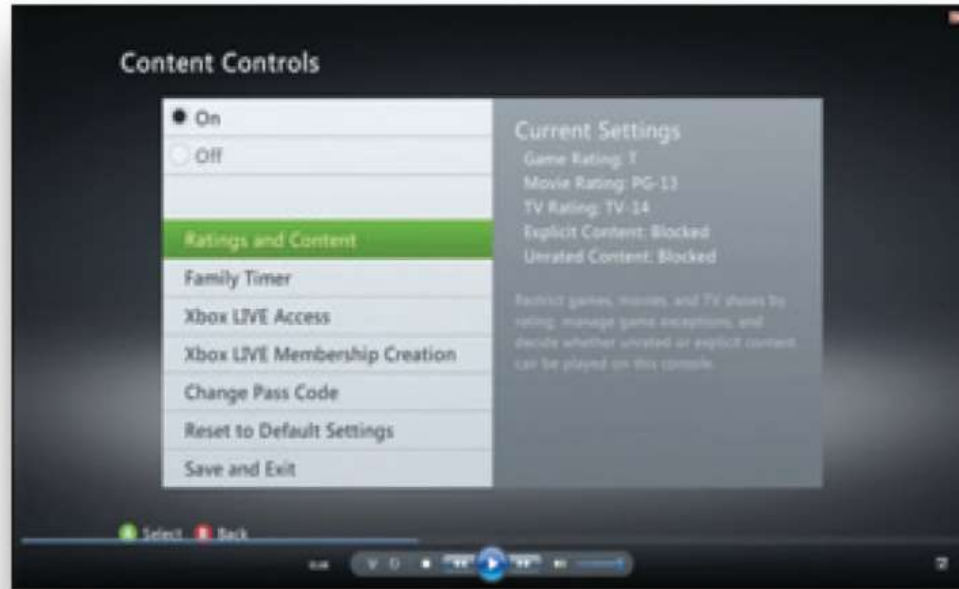 Content Controls
On
Off
Ratings and Content
Family Timer
Xbox LIVE Access
Xbox LIVE Membership Creation
Change Pass Code
Reset to Default Settings
Save and Exit
Current Settings
Game Rating: T
Movie Rating: PG-13
TV Rating: TV-14
Explicit Content: Blocked
Unrated Content: Blocked
Restrict games, movies, and TV shows by
rating, manage game exceptions, and
decide whether unrated or explicit content
can be played on this console.
A Select B Back